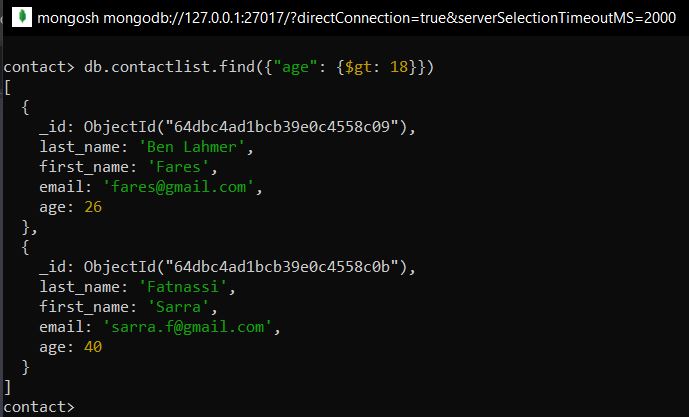 mongosh mongodb://127.0.0.1:27017/?directConnection=true&serverSelectionTimeoutMS=2000
contact> db.contactlist.find({"age": {$gt: 18}})
[
  {
    _id: ObjectId("64dbc4ad1bcb39e0c4558c09"),
    last_name: 'Ben Lahmer',
    first_name: 'Fares',
    email: 'fares@gmail.com',
    age: 26
  },
  {
    _id: ObjectId("64dbc4ad1bcb39e0c4558c0b"),
    last_name: 'Fatnassi',
    first_name: 'Sarra',
    email: 'sarra.f@gmail.com',
    age: 40
  }
]
contact>